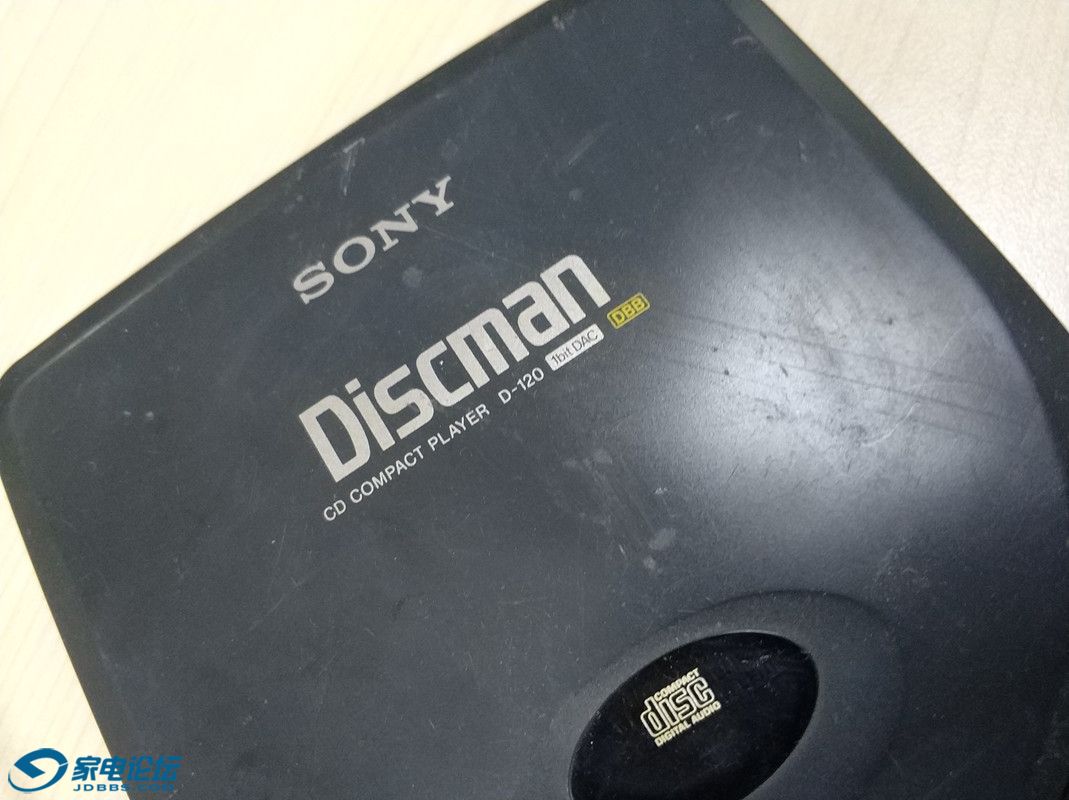 SONY
Discman
DBB
CD COMPACT PLAYER D-120 1bit DAC
COMPACT
disc
DIGITAL AUDIO
家电论坛
JDBBS.COM